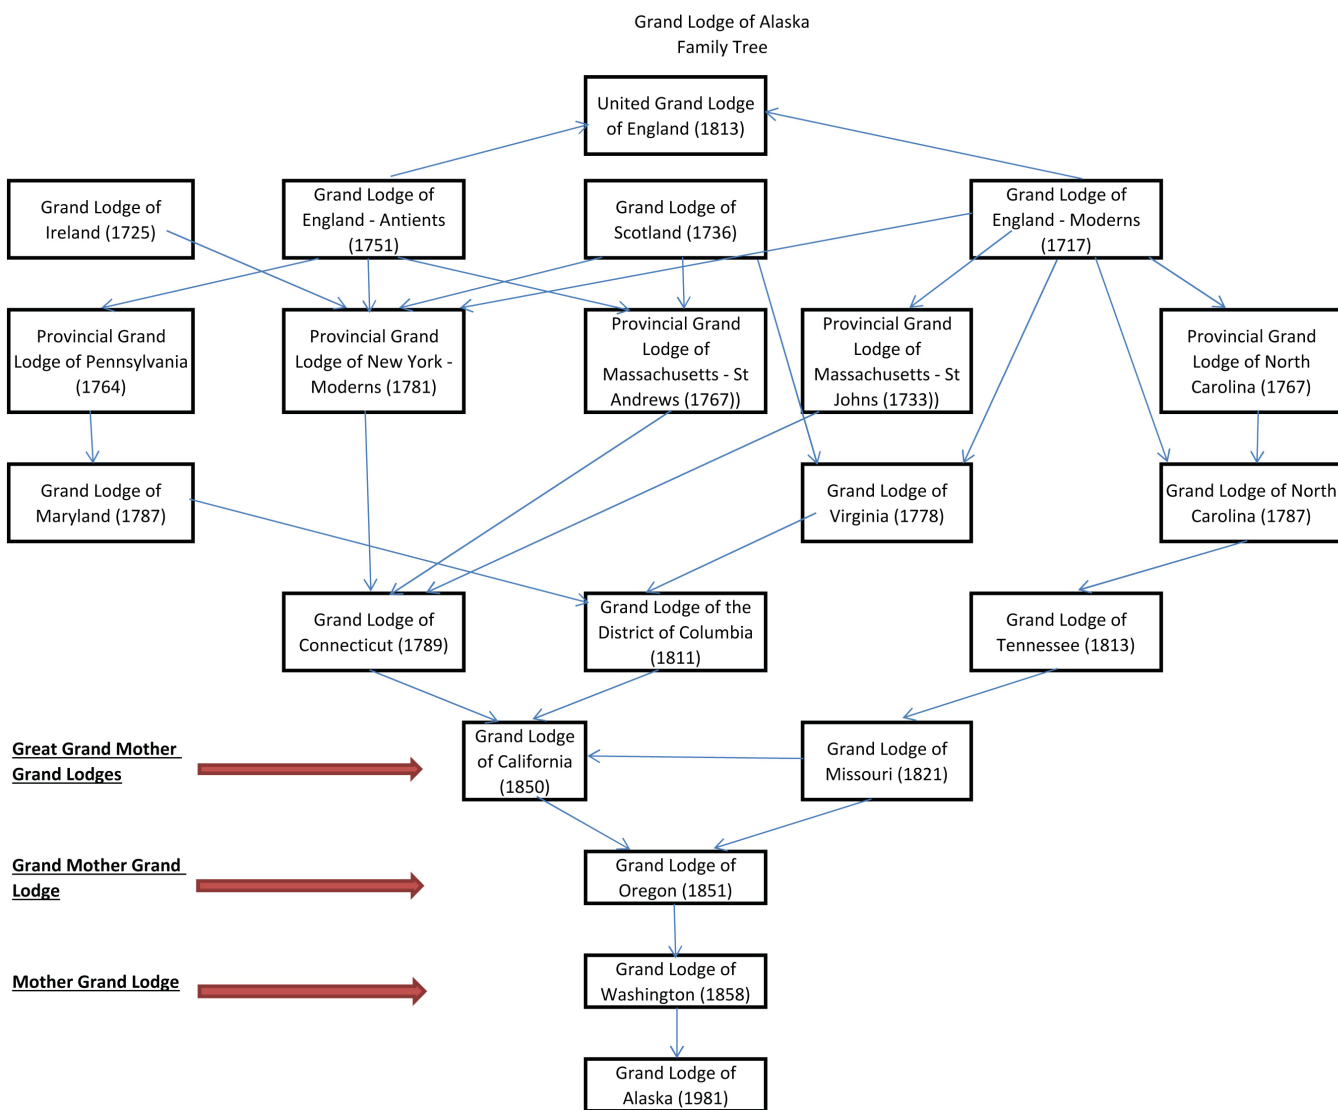 Grand Lodge of Alaska
Family Tree
United Grand Lodge
of England (1813)
Grand Lodge of
Ireland (1725)
Grand Lodge of
England - Antients
(1751)
Grand Lodge of
Scotland (1736)
Grand Lodge of
England - Moderns
(1717)
Provincial Grand
Lodge of Pennsylvania
(1764)
Provincial Grand
Lodge of New York -
Moderns (1781)
Provincial Grand
Lodge of
Massachusetts - St
Andrews (1767))
Provincial Grand
Lodge of
Massachusetts - St
Johns (1733))
Provincial Grand
Lodge of North
Carolina (1767)
Grand Lodge of
Maryland (1787)
Grand Lodge of
Virginia (1778)
Grand Lodge of North
Carolina (1787)
Grand Lodge of
Connecticut (1789)
Grand Lodge of the
District of Columbia
(1811)
Grand Lodge of
Tennessee (1813)
Great Grand Mother
Grand Lodges
Grand Lodge
of California
(1850)
Grand Lodge of
Missouri (1821)
Grand Mother Grand
Lodge
Grand Lodge of
Oregon (1851)
Mother Grand Lodge
Grand Lodge of
Washington (1858)
Grand Lodge of
Alaska (1981)